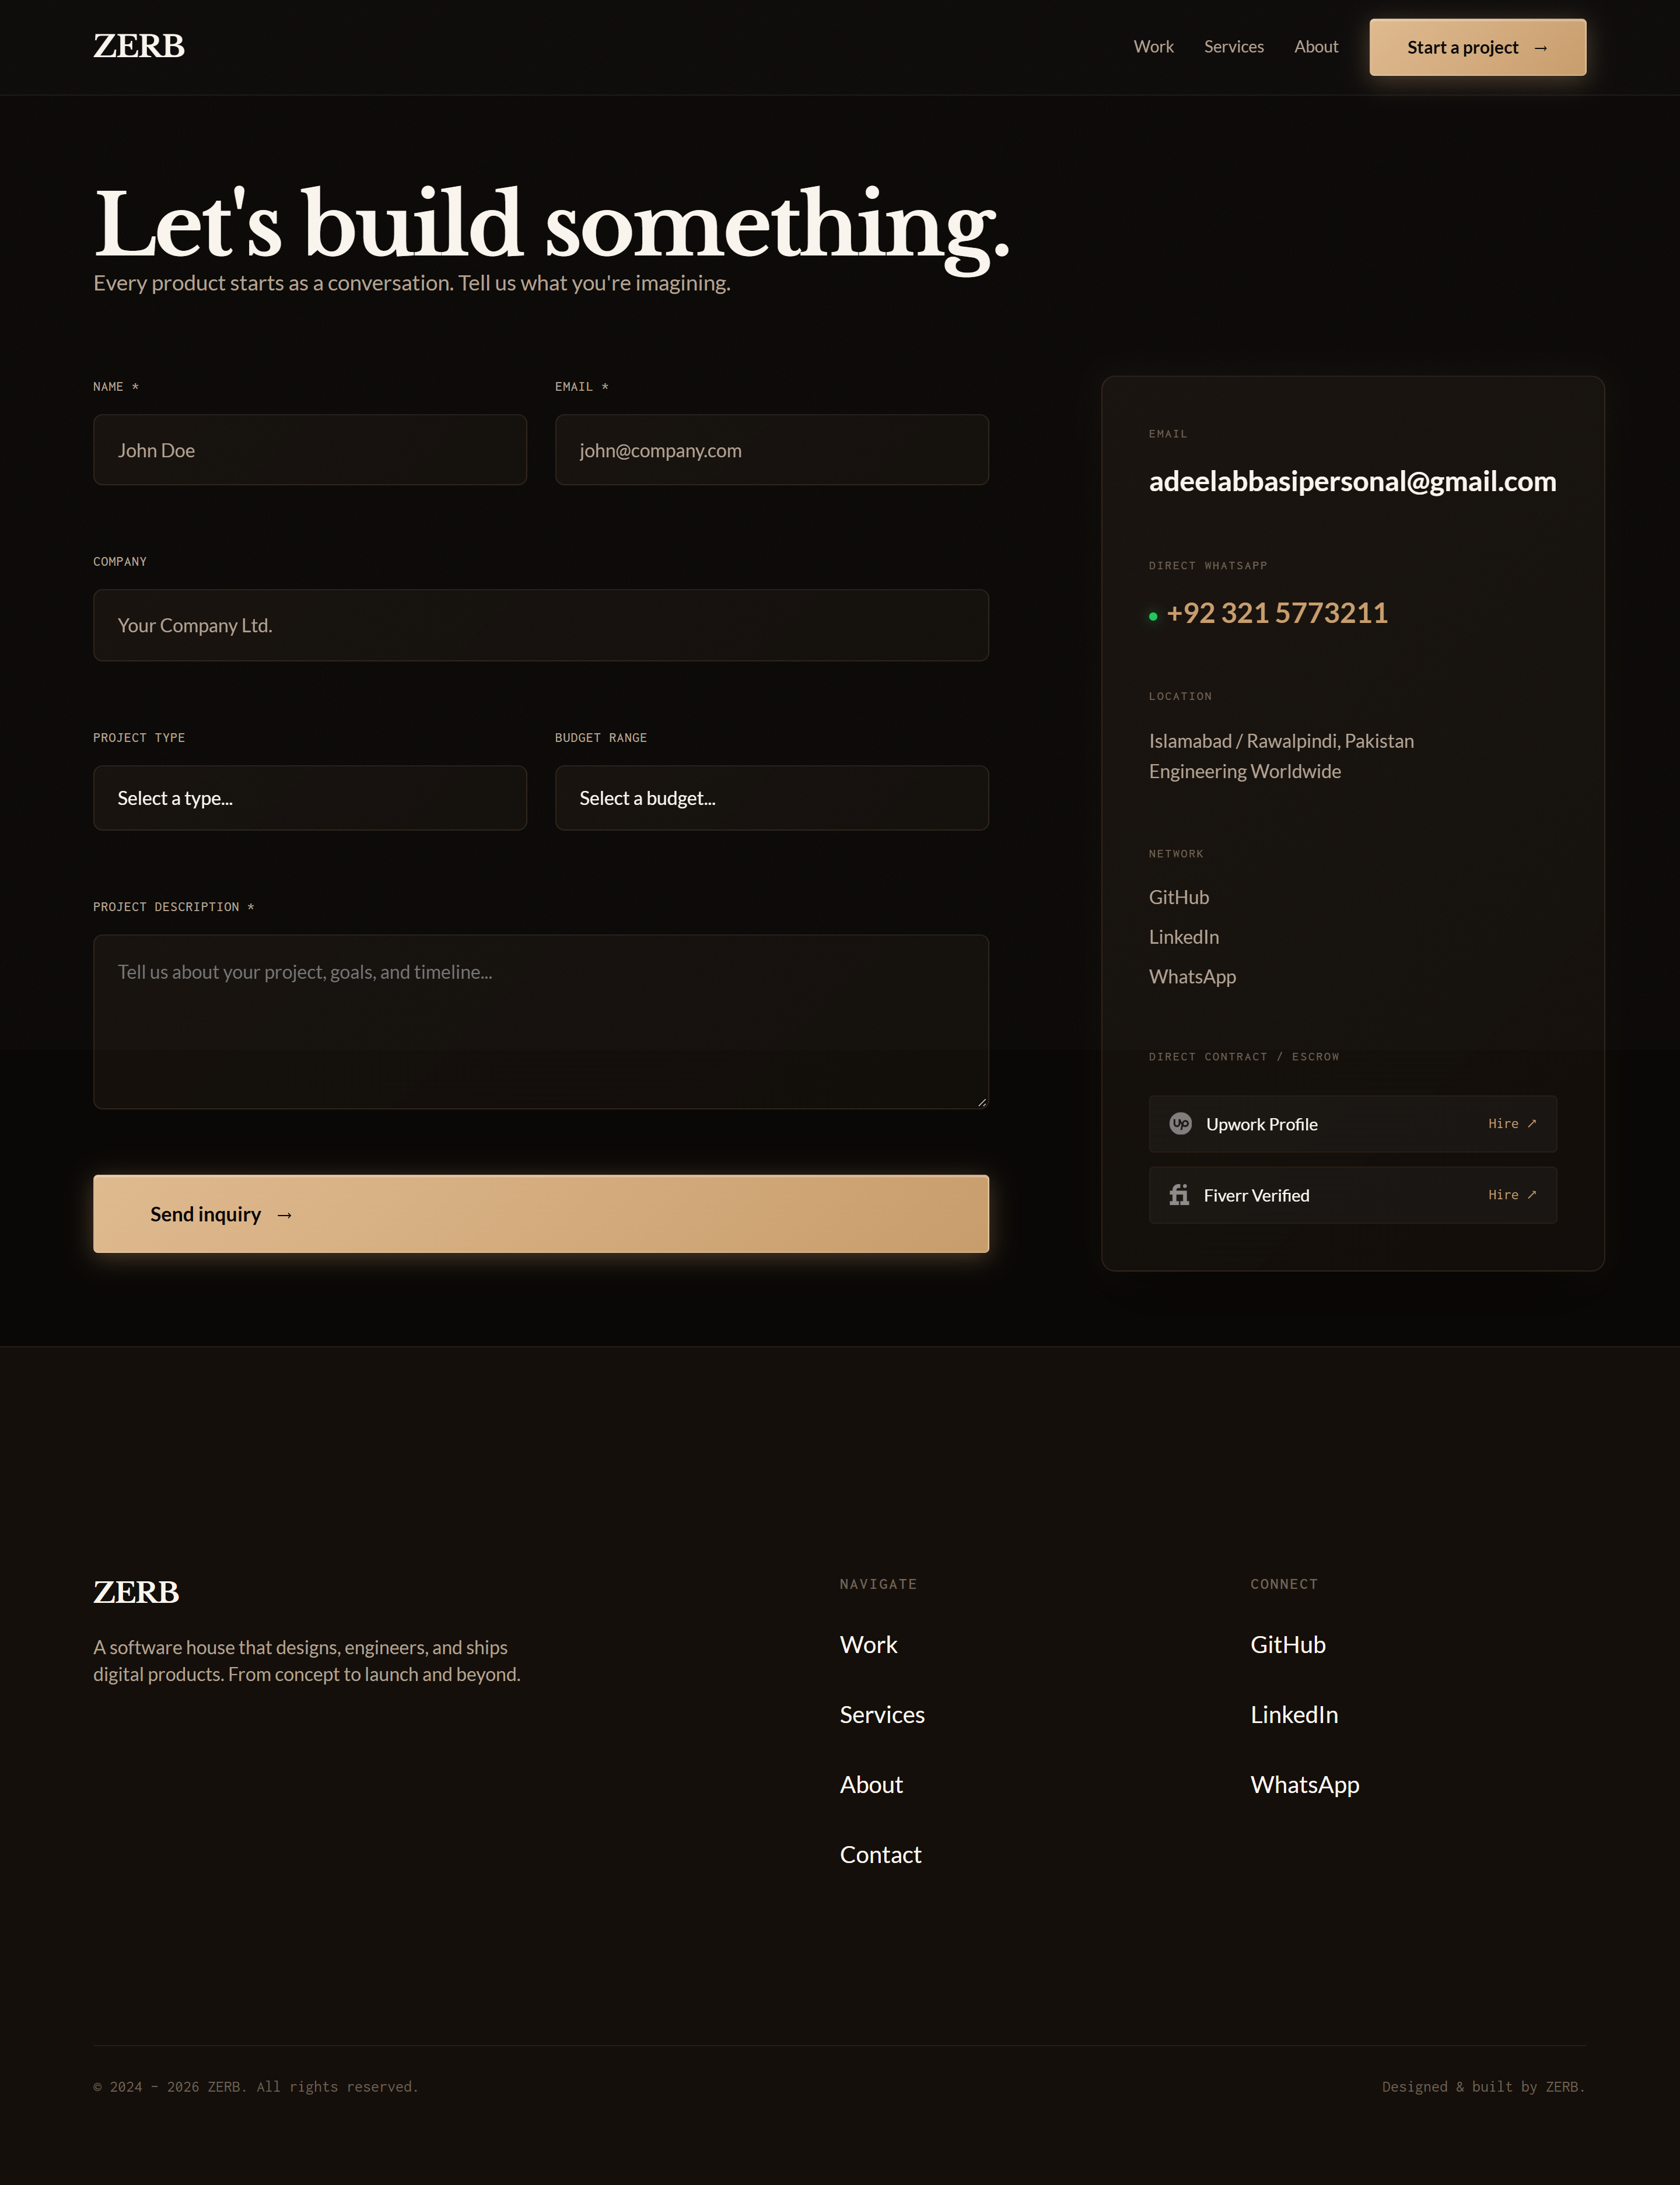 ZERB
Work Services About Start a project →
Let's build something.
Every product starts as a conversation. Tell us what you're imagining.
NAME * EMAIL *
John Doe john@company.com
COMPANY
Your Company Ltd.
PROJECT TYPE BUDGET RANGE
Select a type... Select a budget...
PROJECT DESCRIPTION *
Tell us about your project, goals, and timeline...
Send inquiry →
EMAIL
adeelabbasipersonal@gmail.com
DIRECT WHATSAPP
+92 321 5773211
LOCATION
Islamabad / Rawalpindi, Pakistan
Engineering Worldwide
NETWORK
GitHub
LinkedIn
WhatsApp
DIRECT CONTRACT / ESCROW
Up Upwork Profile Hire ↗
fi Fiverr Verified Hire ↗
ZERB
A software house that designs, engineers, and ships
digital products. From concept to launch and beyond.
NAVIGATE
Work
Services
About
Contact
CONNECT
GitHub
LinkedIn
WhatsApp
© 2024 – 2026 ZERB. All rights reserved.
Designed & built by ZERB.